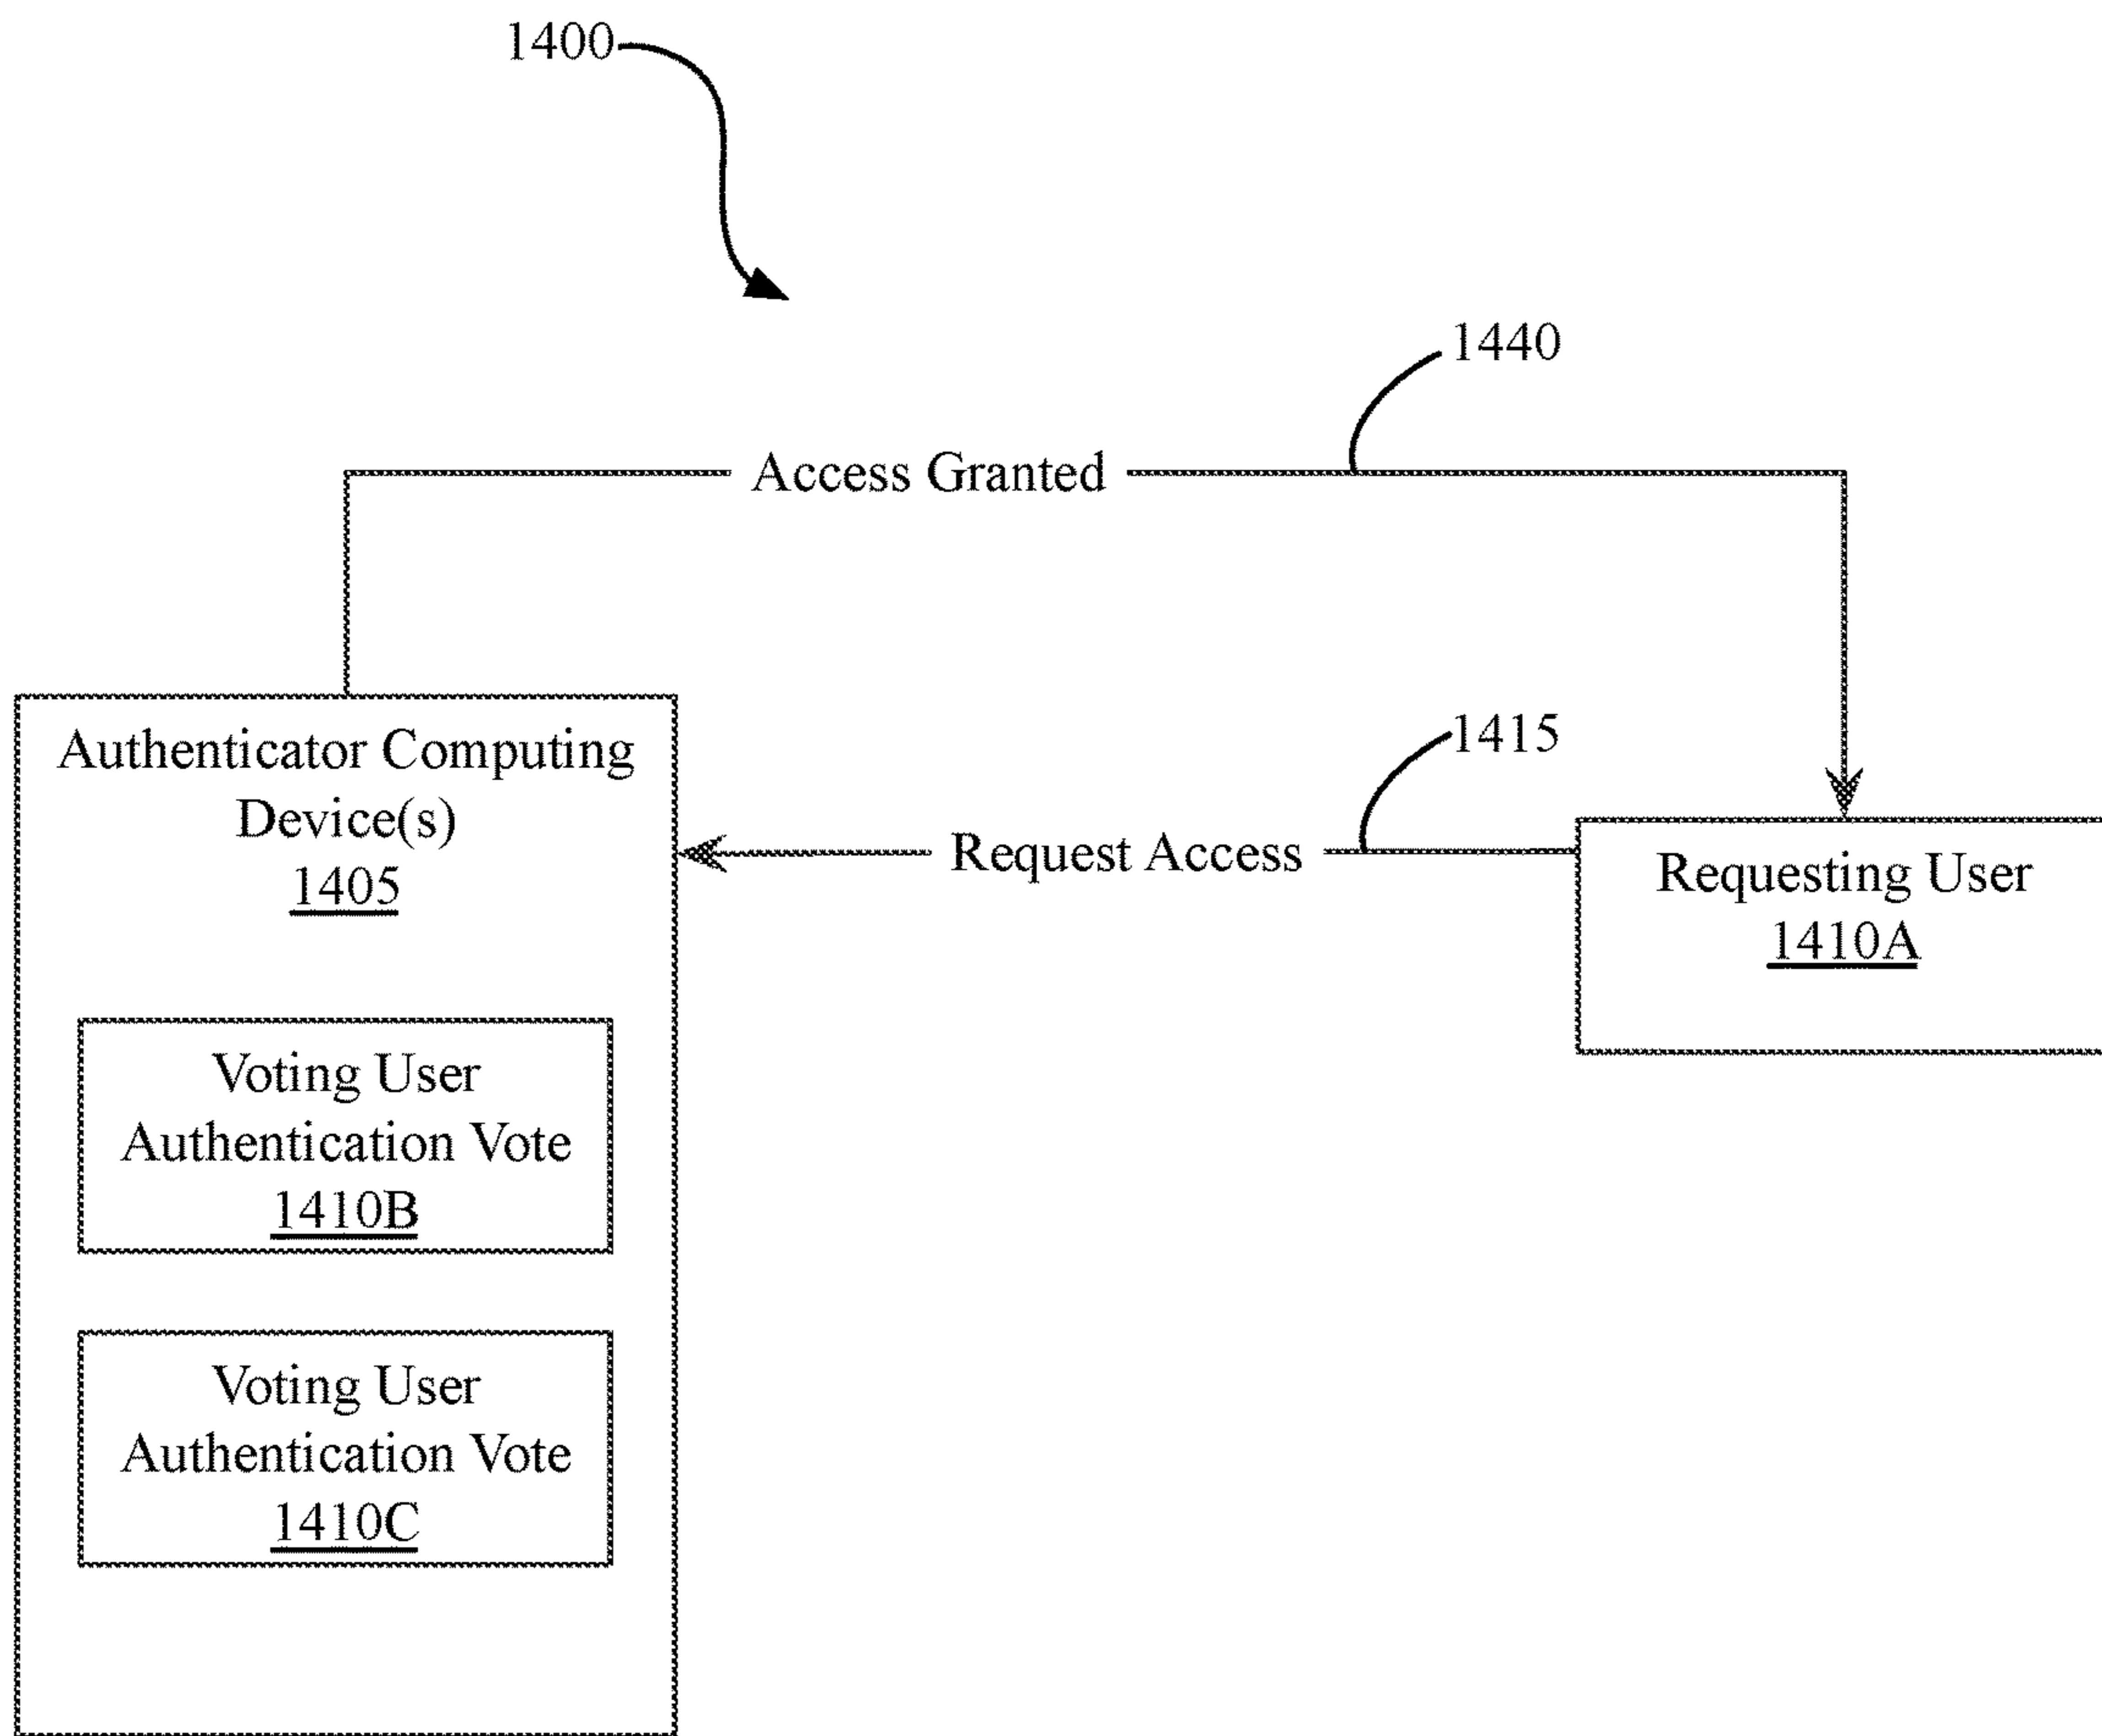 1400
1440
Access Granted
1415
Authenticator Computing
Device(s)
1405
Request Access
Requesting User
1410A
Voting User
Authentication Vote
1410B
Voting User
Authentication Vote
1410C